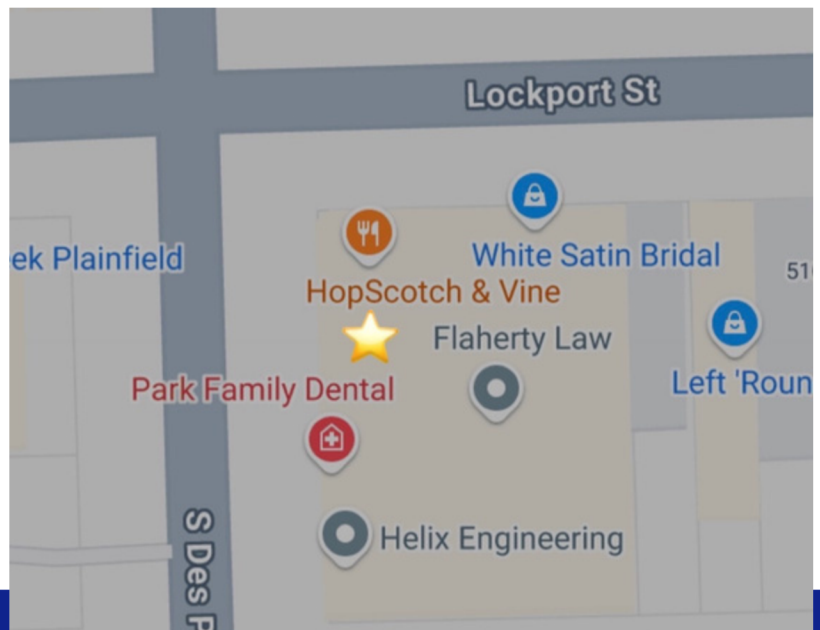 Lockport St
White Satin Bridal
ek Plainfield
HopScotch & Vine
51
Flaherty Law
Left 'Roun
Park Family Dental
Helix Engineering
S Des P